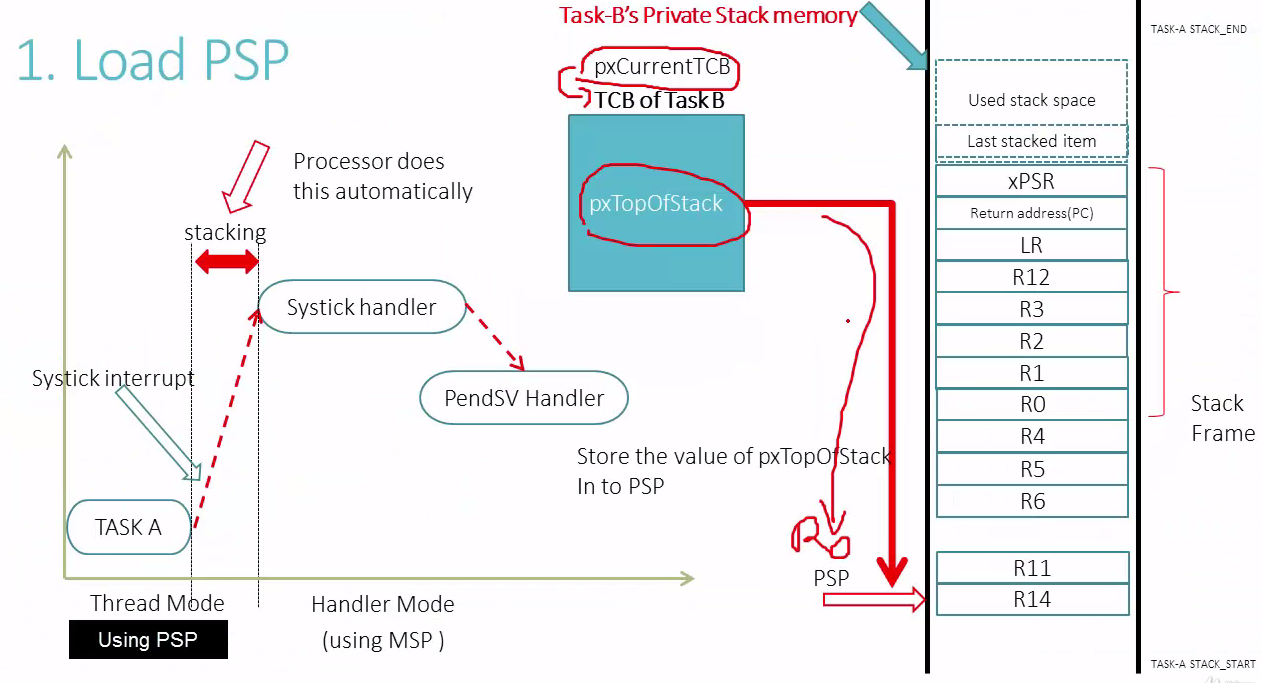 1. Load PSP
Task-B's Private Stack memory
TASK-A STACK_END
pxCurrentTCB
TCB of Task B
pxTopOfStack
Processor does
this automatically
stacking
Systick handler
Systick interrupt
PendSV Handler
TASK A
Thread Mode
Using PSP
Handler Mode
(using MSP )
Store the value of pxTopOfStack
In to PSP
R0
PSP
Used stack space
Last stacked item
xPSR
Return address(PC)
LR
R12
R3
R2
R1
R0
R4
R5
R6
R11
R14
Stack
Frame
TASK-A STACK_START